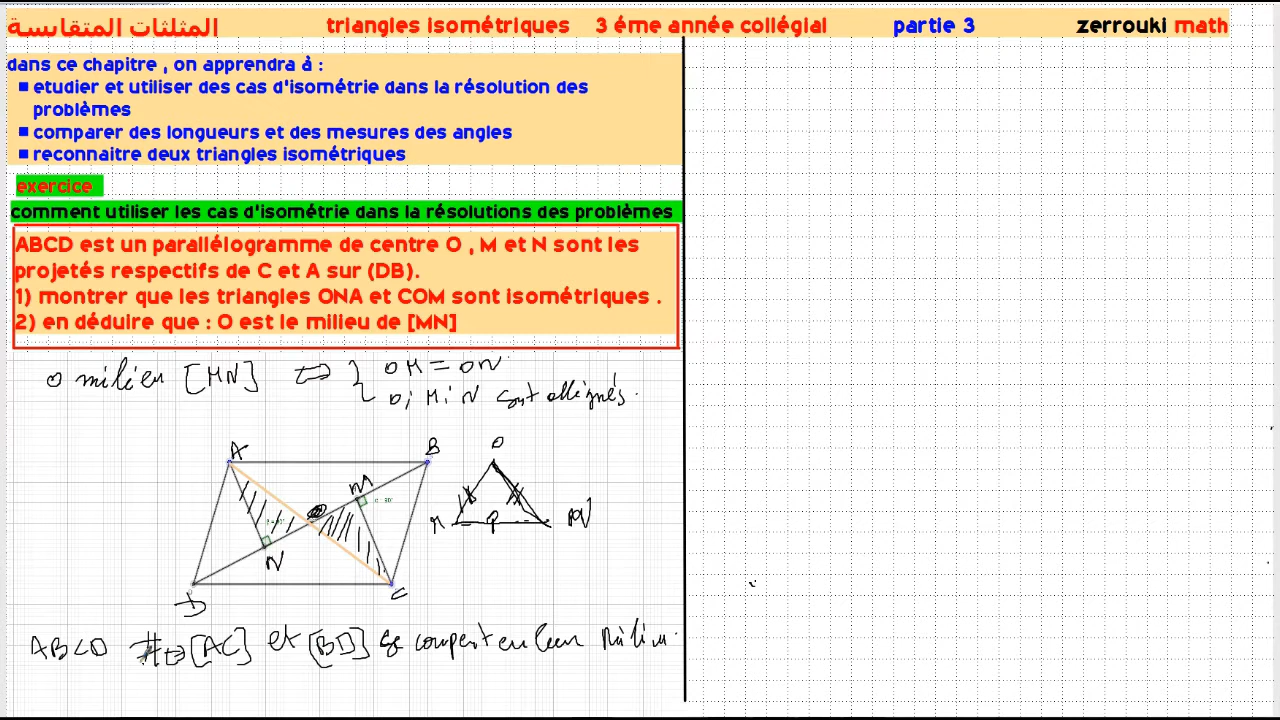 المثلثات المتقايسة triangles isométriques 3 éme année collégial partie 3 zerrouki math
dans ce chapitre , on apprendra à :
etudier et utiliser des cas d'isométrie dans la résolution des
problèmes
comparer des longueurs et des mesures des angles
reconnaitre deux triangles isométriques
exercice
comment utiliser les cas d'isométrie dans la résolutions des problèmes
ABCD est un parallélogramme de centre O , M et N sont les
projetés respectifs de C et A sur (DB).
1) montrer que les triangles ONA et COM sont isométriques .
2) en déduire que : O est le milieu de [MN]
O milieu [MN] ⇔ { OM = ON
O; M; N sont alignés.
A
B
O
M
M
N
N
D
C
ABCD # ⇔ [AC] et [BD] se coupent en leur milieu.